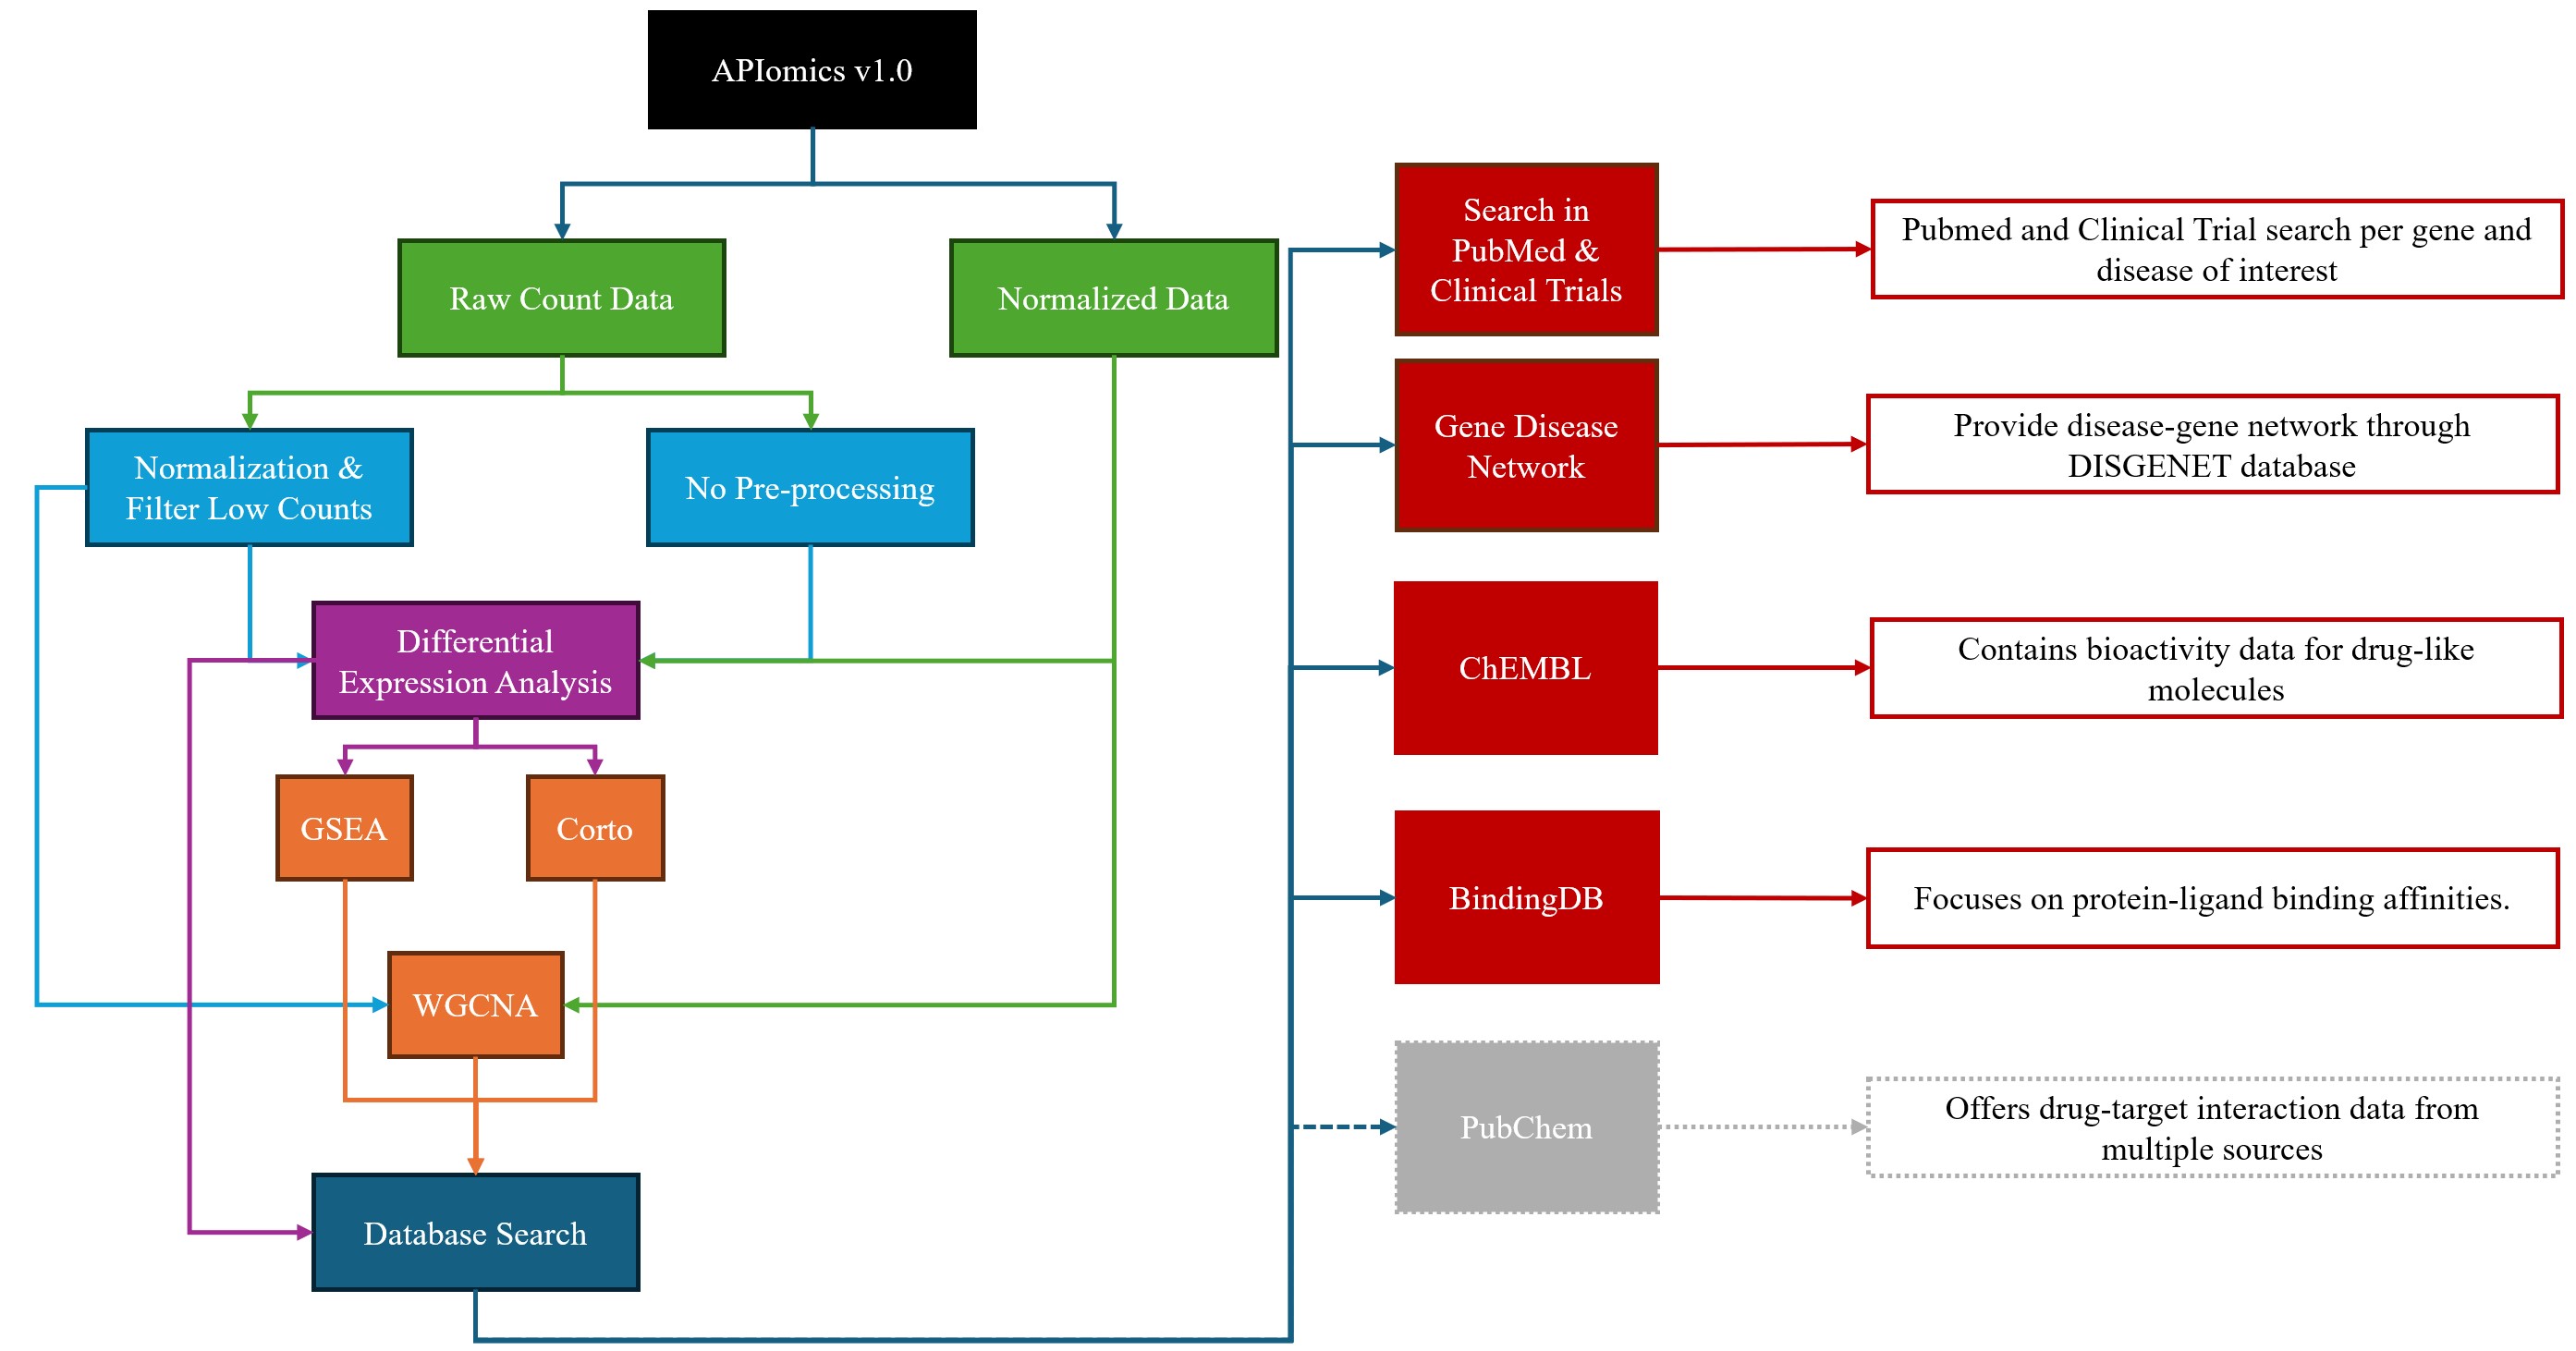 APIomics v1.0
Raw Count Data
Normalized Data
Normalization &
Filter Low Counts
No Pre-processing
Differential
Expression Analysis
GSEA
Corto
WGCNA
Database Search
Search in
PubMed &
Clinical Trials
Pubmed and Clinical Trial search per gene and
disease of interest
Gene Disease
Network
Provide disease-gene network through
DISGENET database
ChEMBL
Contains bioactivity data for drug-like
molecules
BindingDB
Focuses on protein-ligand binding affinities.
PubChem
Offers drug-target interaction data from
multiple sources